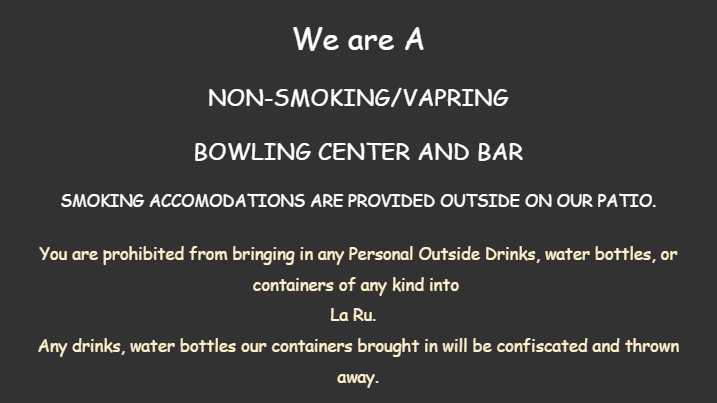 We are A
NON-SMOKING/VAPRING
BOWLING CENTER AND BAR
SMOKING ACCOMODATIONS ARE PROVIDED OUTSIDE ON OUR PATIO.
You are prohibited from bringing in any Personal Outside Drinks, water bottles, or
containers of any kind into
La Ru.
Any drinks, water bottles our containers brought in will be confiscated and thrown
away.